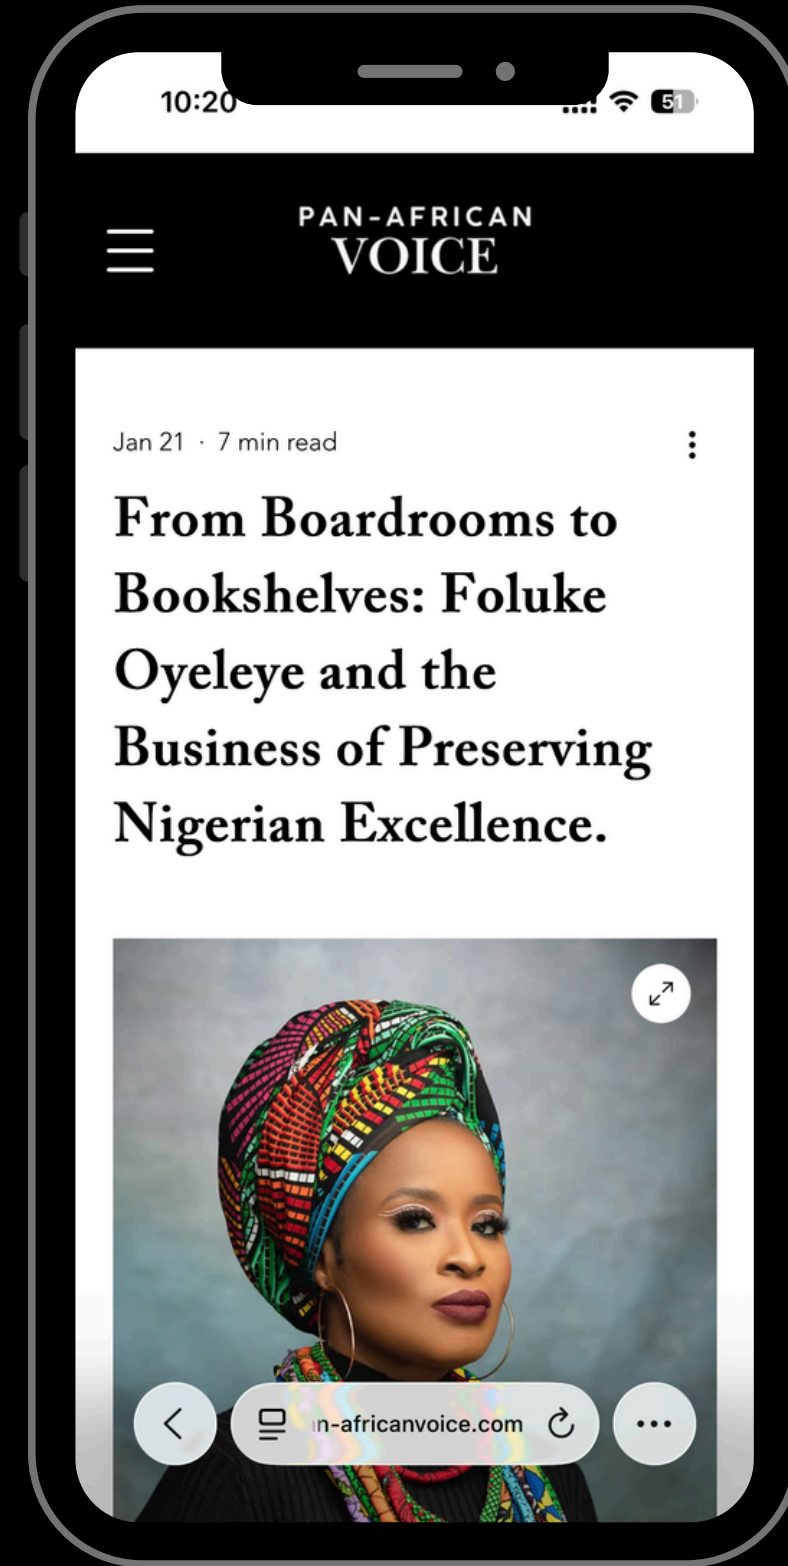 10:20
51
PAN-AFRICAN
VOICE
Jan 21 · 7 min read
From Boardrooms to
Bookshelves: Foluke
Oyeleye and the
Business of Preserving
Nigerian Excellence.
n-africanvoice.com